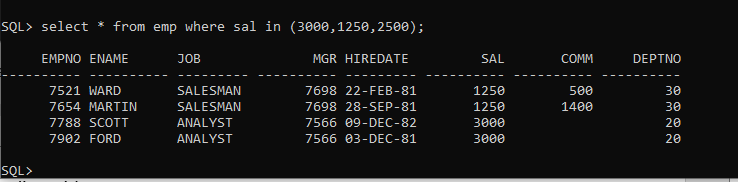 SQL> select * from emp where sal in (3000,1250,2500);
     EMPNO ENAME      JOB              MGR HIREDATE         SAL       COMM     DEPTNO
---------- ---------- --------- ---------- --------- ---------- ---------- ----------
      7521 WARD       SALESMAN        7698 22-FEB-81       1250        500         30
      7654 MARTIN     SALESMAN        7698 28-SEP-81       1250       1400         30
      7788 SCOTT      ANALYST         7566 09-DEC-82       3000                    20
      7902 FORD       ANALYST         7566 03-DEC-81       3000                    20
SQL>